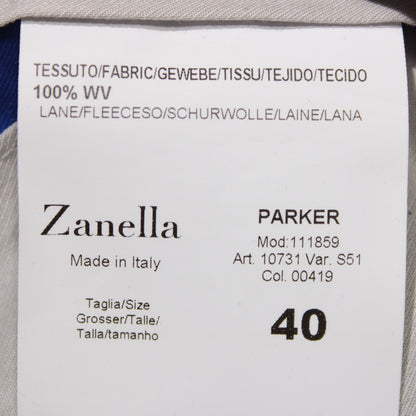 TESSUTO/FABRIC/GEWEBE/TISSU/TEJIDO/TECIDO
100% WV
LANE/FLEECESO/SCHURWOLLE/LAINE/LANA
Zanella
Made in Italy
PARKER
Mod:111859
Art. 10731 Var. S51
Col. 00419
Taglia/Size
Grosser/Talle/
Talla/tamanho
40